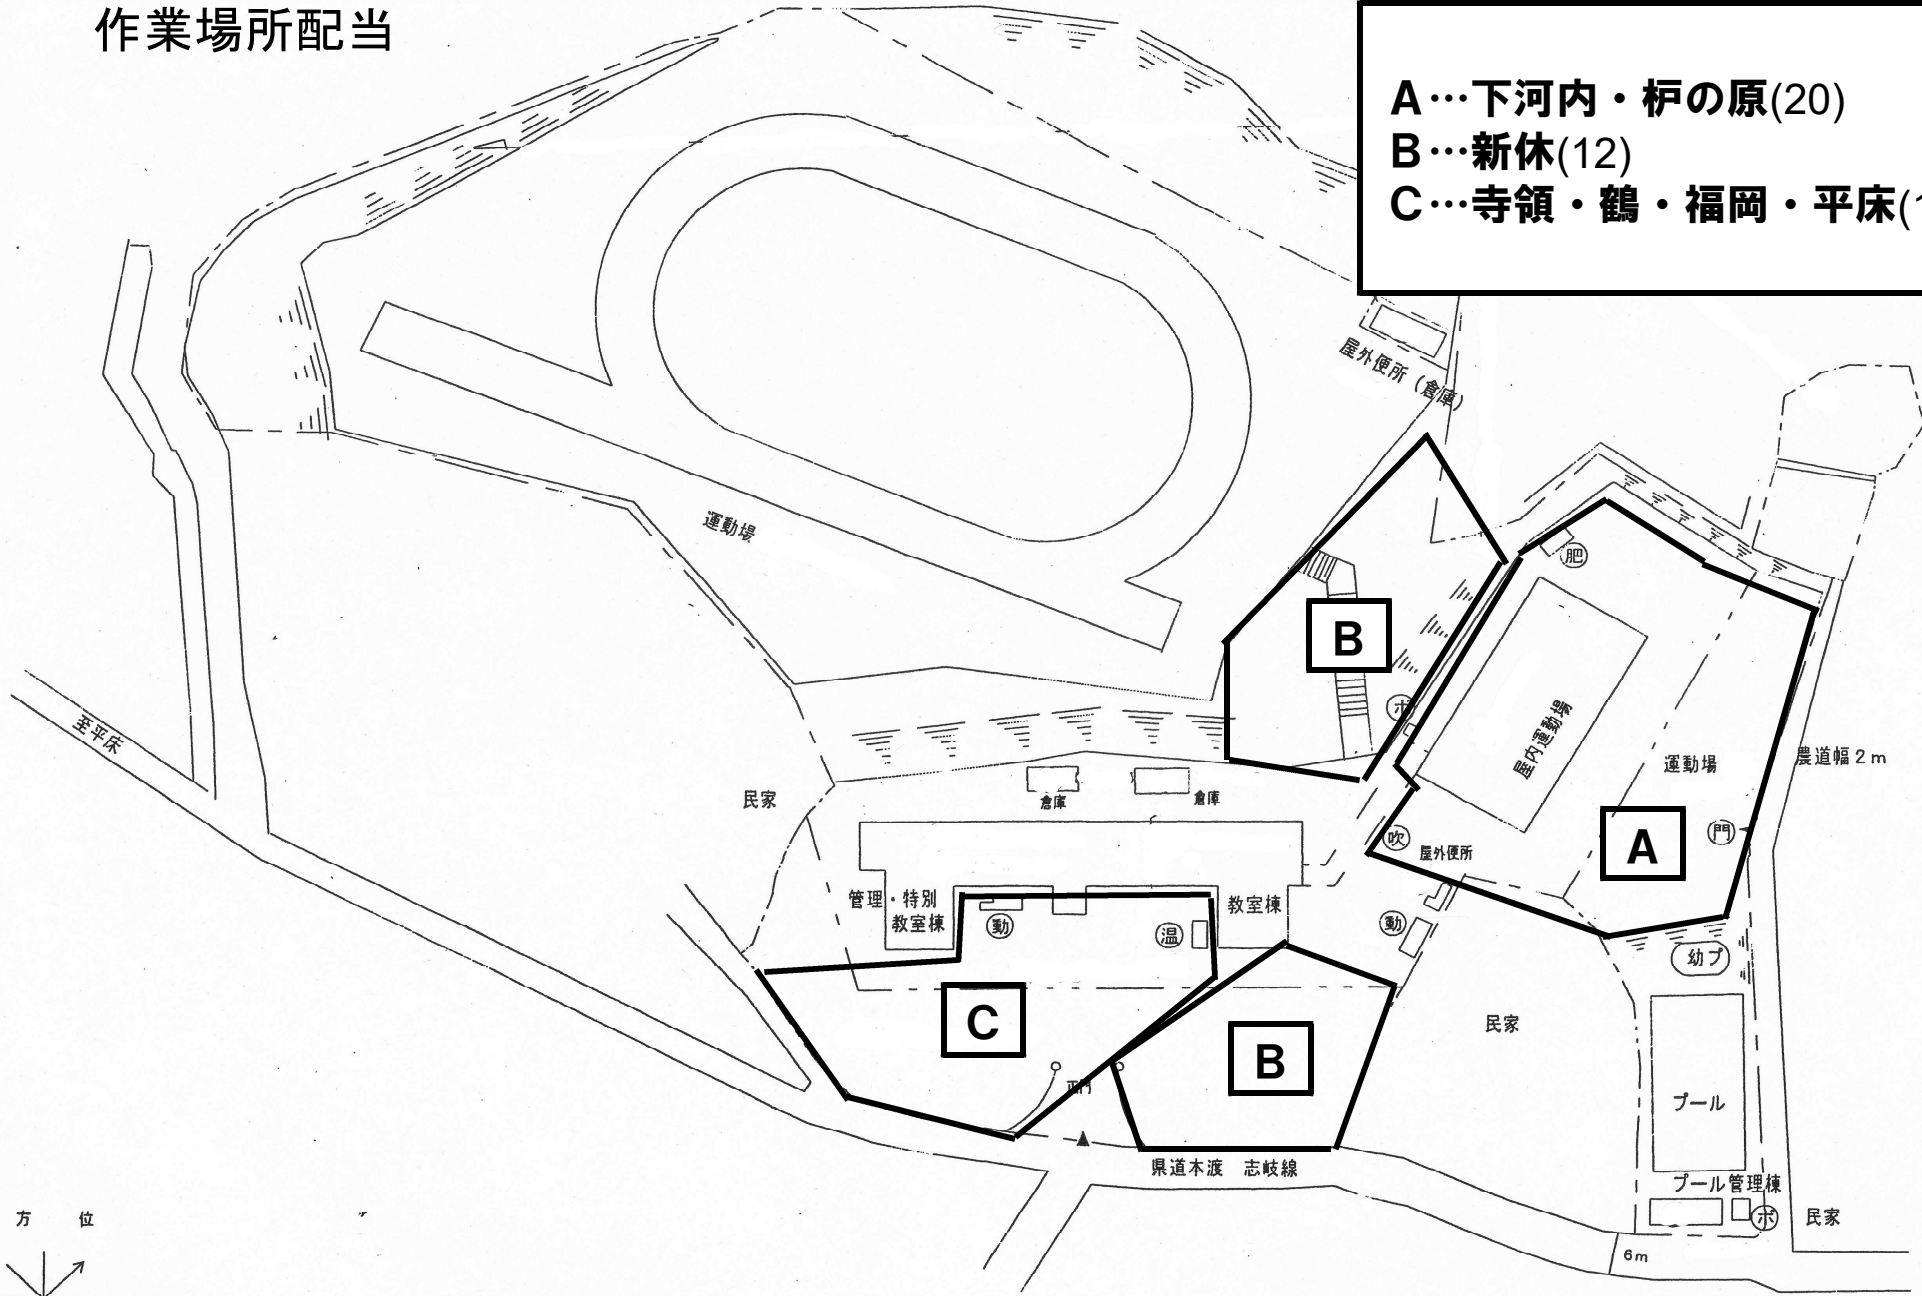 作業場所配当
A…下河内・枦の原(20)
B…新休(12)
C…寺領・鶴・福岡・平床(1
屋外便所（倉庫）
運動場
肥
B
ボ
至平床
屋内運動場
運動場
農道幅2m
民家
倉庫
倉庫
吹
屋外便所
A
門
管理・特別
教室棟
動
温
教室棟
動
幼プ
C
B
民家
正門
プール
県道本渡 志岐線
プール管理棟
ボ
民家
方 位
6m